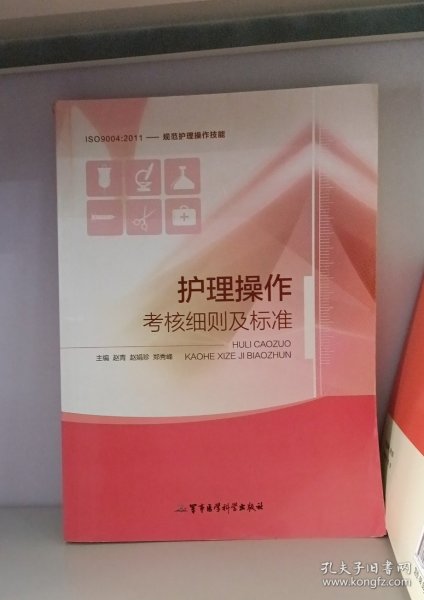 ISO9004:2011 —— 规范护理操作技能
护理操作
考核细则及标准
HULI CAOZUO
KAOHE XIZE JI BIAOZHUN
主编 赵青 赵娟珍 郑秀峰
军事医学科学出版社
孔夫子旧书网
www.kongfz.com